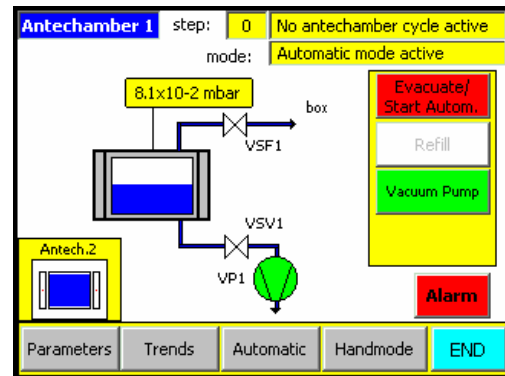 Antechamber 1 step: 0 No antechamber cycle active
mode: Automatic mode active
8.1x10-2 mbar
box
VSF1
Evacuate/
Start Autom.
Refill
Vacuum Pump
VSV1
VP1
Antech.2
Alarm
Parameters Trends Automatic Handmode END